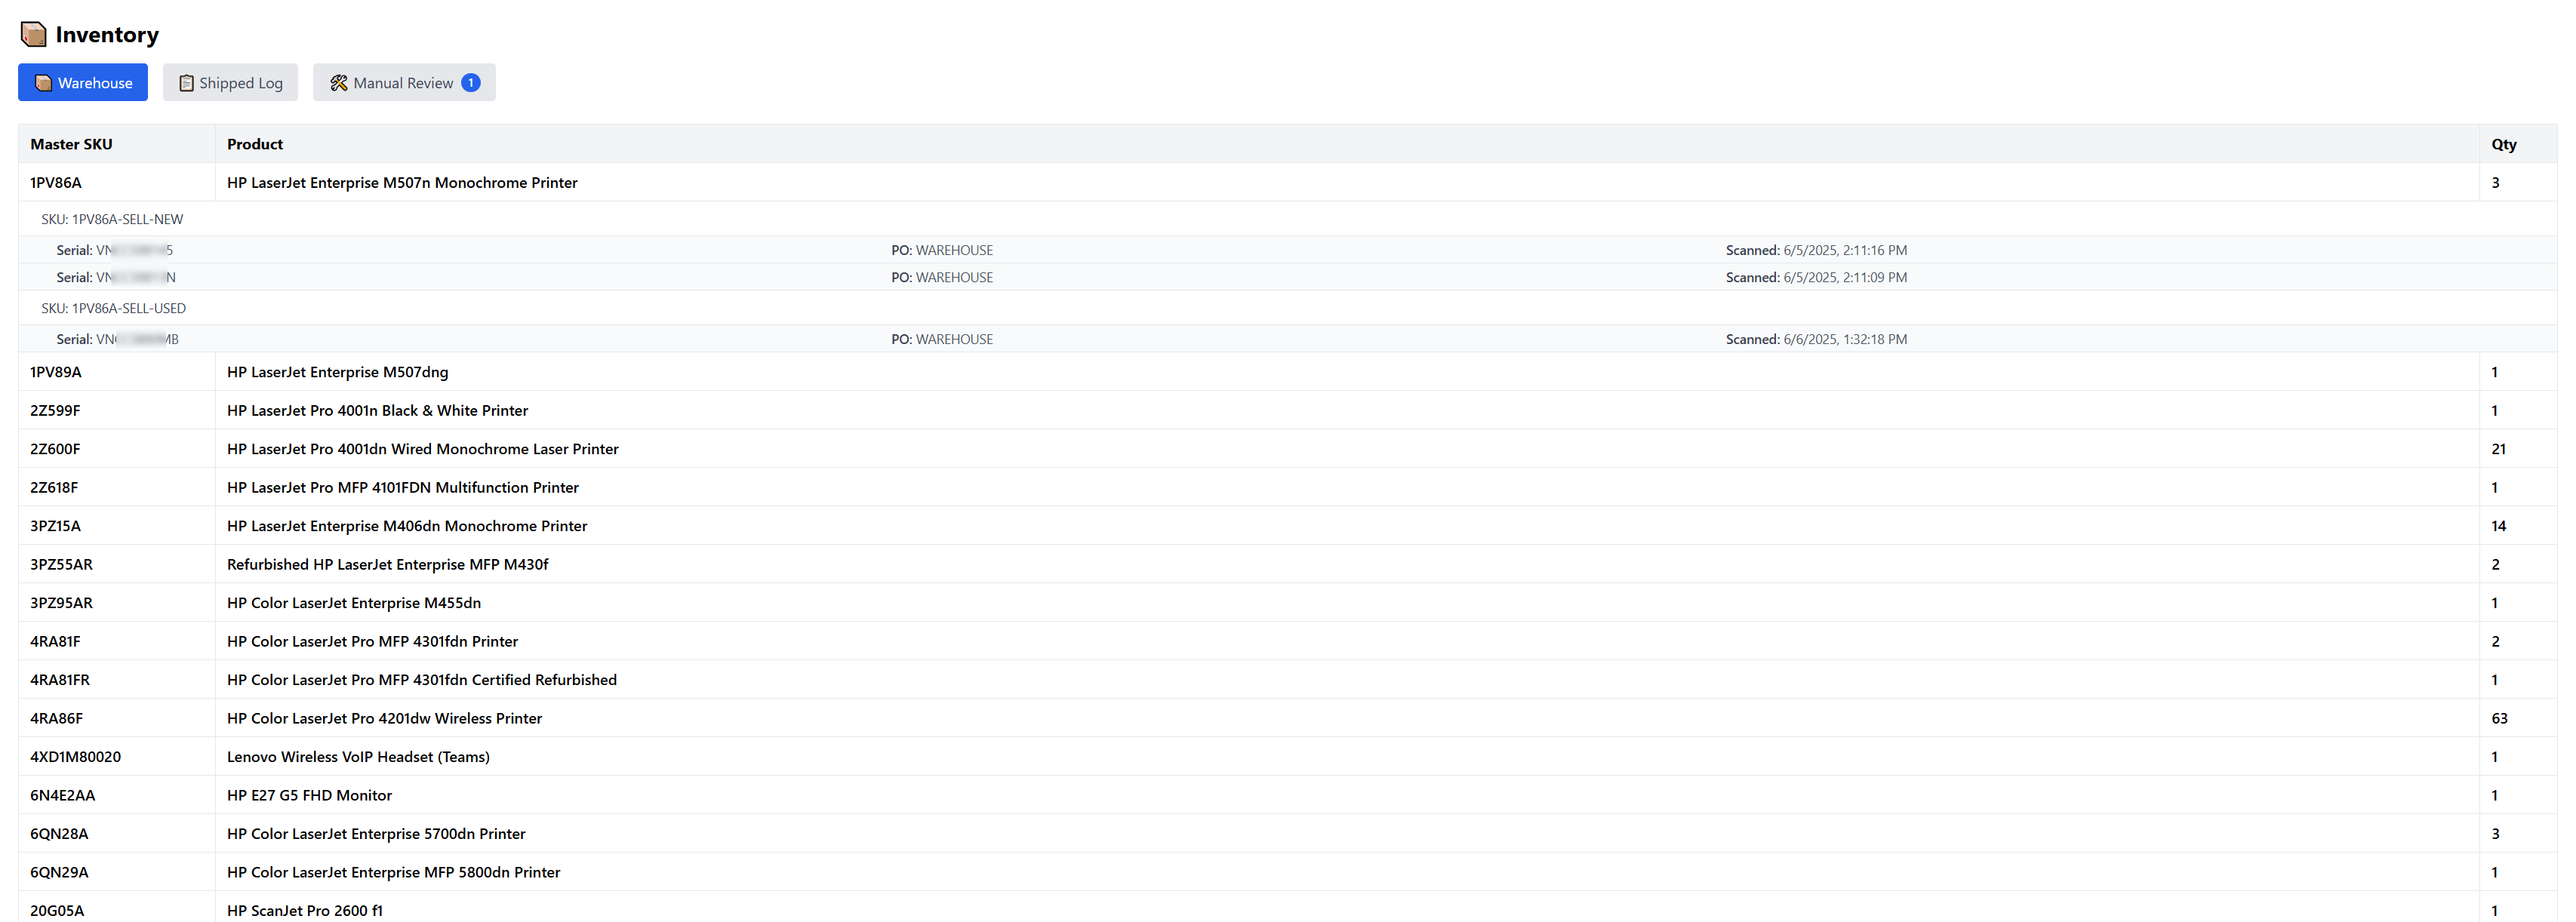 Inventory
Warehouse Shipped Log Manual Review 1
Master SKU Product Qty
1PV86A HP LaserJet Enterprise M507n Monochrome Printer 3
SKU: 1PV86A-SELL-NEW
Serial: VN 5 PO: WAREHOUSE Scanned: 6/5/2025, 2:11:16 PM
Serial: VN N PO: WAREHOUSE Scanned: 6/5/2025, 2:11:09 PM
SKU: 1PV86A-SELL-USED
Serial: VN MB PO: WAREHOUSE Scanned: 6/6/2025, 1:32:18 PM
1PV89A HP LaserJet Enterprise M507dng 1
2Z599F HP LaserJet Pro 4001n Black & White Printer 1
2Z600F HP LaserJet Pro 4001dn Wired Monochrome Laser Printer 21
2Z618F HP LaserJet Pro MFP 4101FDN Multifunction Printer 1
3PZ15A HP LaserJet Enterprise M406dn Monochrome Printer 14
3PZ55AR Refurbished HP LaserJet Enterprise MFP M430f 2
3PZ95AR HP Color LaserJet Enterprise M455dn 1
4RA81F HP Color LaserJet Pro MFP 4301fdn Printer 2
4RA81FR HP Color LaserJet Pro MFP 4301fdn Certified Refurbished 1
4RA86F HP Color LaserJet Pro 4201dw Wireless Printer 63
4XD1M80020 Lenovo Wireless VoIP Headset (Teams) 1
6N4E2AA HP E27 G5 FHD Monitor 1
6QN28A HP Color LaserJet Enterprise 5700dn Printer 3
6QN29A HP Color LaserJet Enterprise MFP 5800dn Printer 1
20G05A HP ScanJet Pro 2600 f1 1